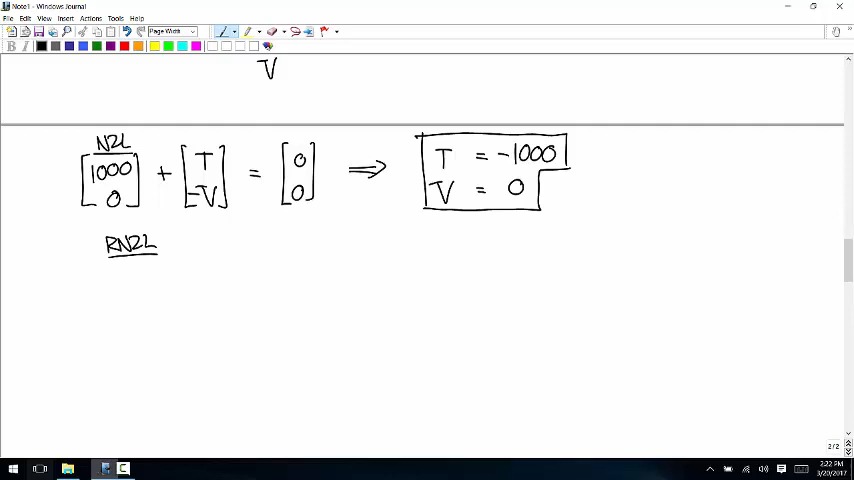 Note1 - Windows Journal
File Edit View Insert Actions Tools Help
Page Width
B I
V
N2L
[1000 0] + [T -V] = [0 0] ⇒ T = -1000
V = 0
RN2L
2/2
2:22 PM
3/20/2017